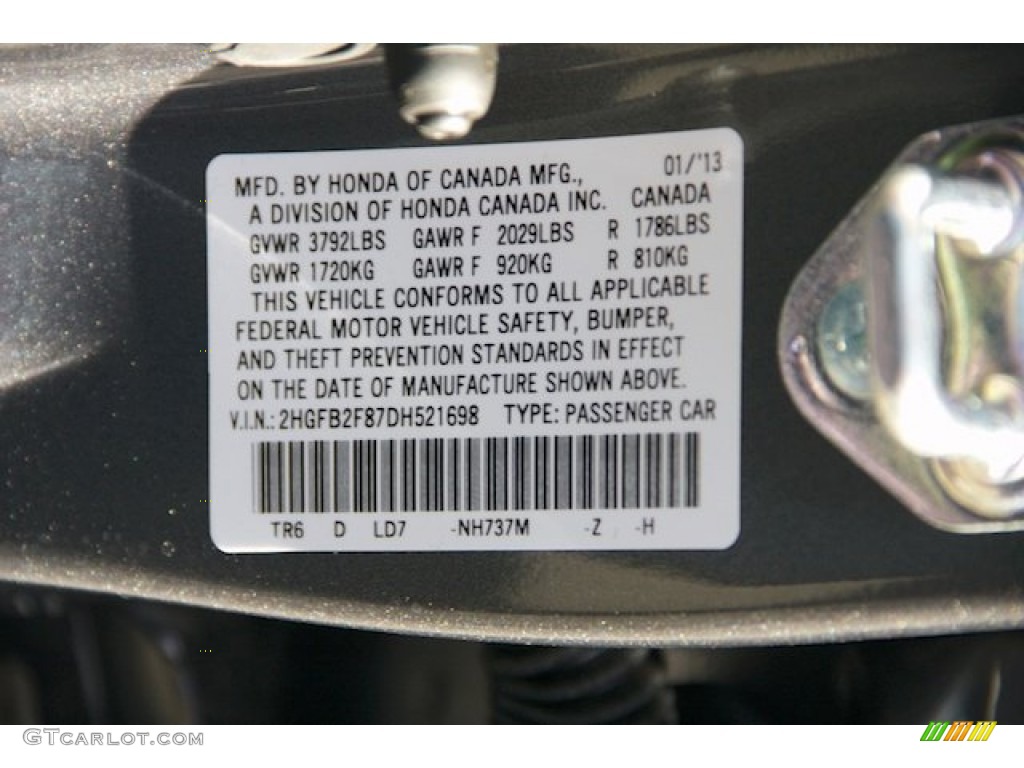 MFD. BY HONDA OF CANADA MFG., 01/'13
A DIVISION OF HONDA CANADA INC. CANADA
GVWR 3792LBS GAWR F 2029LBS R 1786LBS
GVWR 1720KG GAWR F 920KG R 810KG
THIS VEHICLE CONFORMS TO ALL APPLICABLE
FEDERAL MOTOR VEHICLE SAFETY, BUMPER,
AND THEFT PREVENTION STANDARDS IN EFFECT
ON THE DATE OF MANUFACTURE SHOWN ABOVE.
V.I.N.: 2HGFB2F87DH521698 TYPE: PASSENGER CAR
TR6 D LD7 -NH737M -Z -H
GTCarlot.com